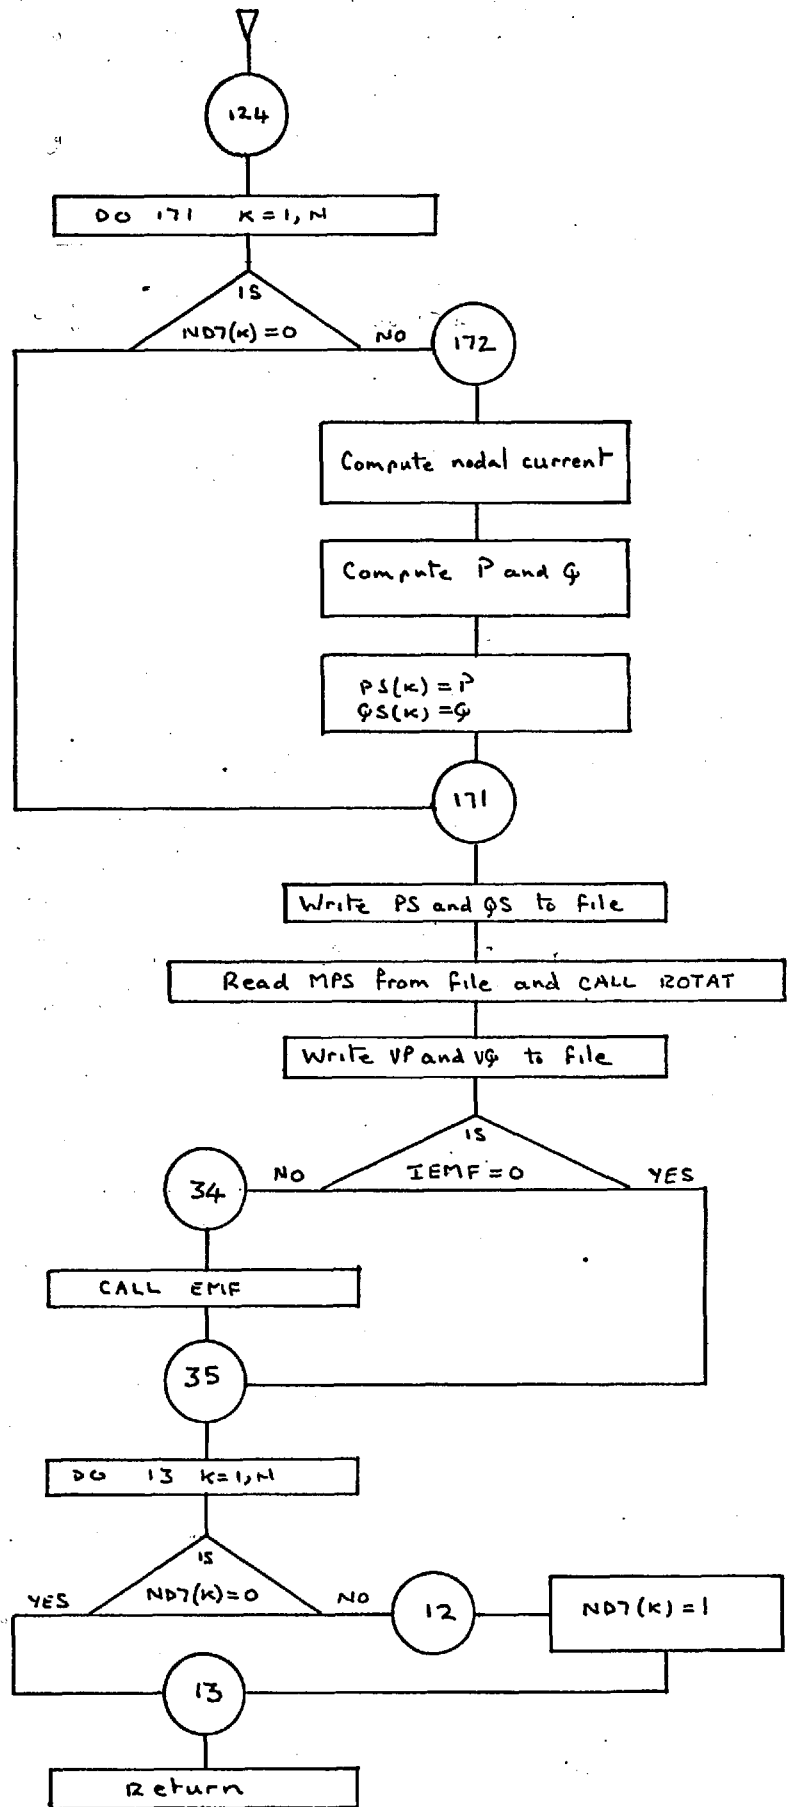 124
DO 171 K=1,N
IS
ND7(K)=0
NO
172
Compute nodal current
Compute P and Q
PS(K)=P
QS(K)=Q
171
Write PS and QS to file
Read MPS from file and CALL ROTAT
Write VP and VQ to file
IS
IEMF=0
NO
YES
34
CALL EMF
35
DO 13 K=1,N
IS
ND7(K)=0
YES
NO
12
ND7(K)=1
13
Return